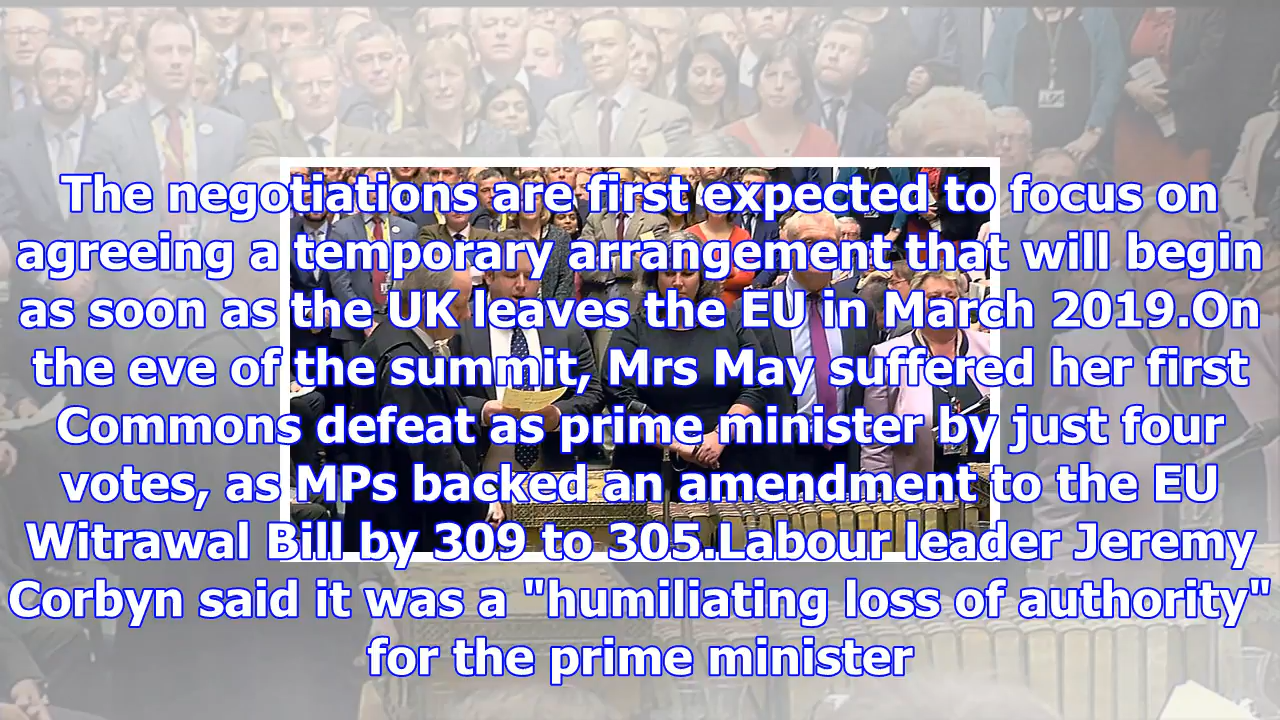 The negotiations are first expected to focus on
agreeing a temporary arrangement that will begin
as soon as the UK leaves the EU in March 2019.On
the eve of the summit, Mrs May suffered her first
Commons defeat as prime minister by just four
votes, as MPs backed an amendment to the EU
Witrawal Bill by 309 to 305.Labour leader Jeremy
Corbyn said it was a "humiliating loss of authority"
for the prime minister